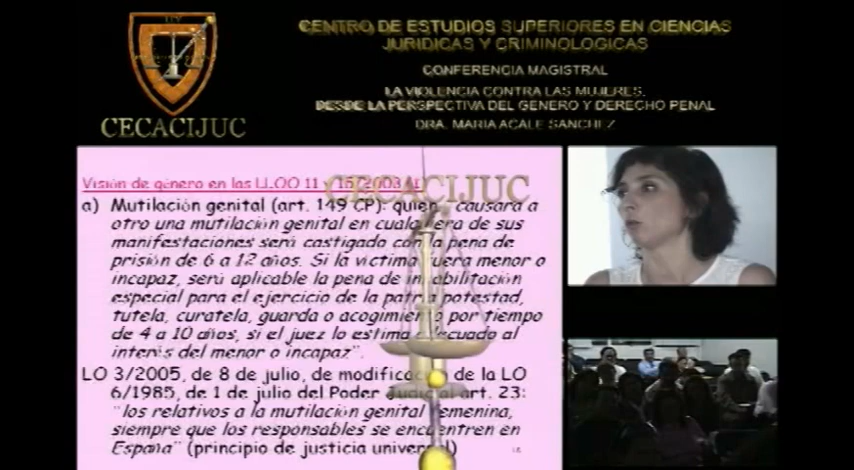 CENTRO DE ESTUDIOS SUPERIORES EN CIENCIAS
JURIDICAS Y CRIMINOLOGICAS
CONFERENCIA MAGISTRAL
LA VIOLENCIA CONTRA LAS MUJERES.
DESDE LA PERSPECTIVA DEL GENERO Y DERECHO PENAL
DRA. MARIA ACALE SANCHEZ
CECACIJUC
Visión de género en las LLOO 11 y 15/2003
CECACIJUC
a) Mutilación genital (art. 149 CP): quien "causara a
otro una mutilación genital en cualquiera de sus
manifestaciones será castigado con la pena de
prisión de 6 a 12 años. Si la víctima fuera menor o
incapaz, será aplicable la pena de inhabilitación
especial para el ejercicio de la patria potestad,
tutela, curatela, guarda o acogimiento por tiempo
de 4 a 10 años, si el juez lo estima adecuado al
interés del menor o incapaz".
LO 3/2005, de 8 de julio, de modificación de la LO
6/1985, de 1 de julio del Poder Judicial art. 23:
"los relativos a la mutilación genital femenina,
siempre que los responsables se encuentren en
España" (principio de justicia universal)